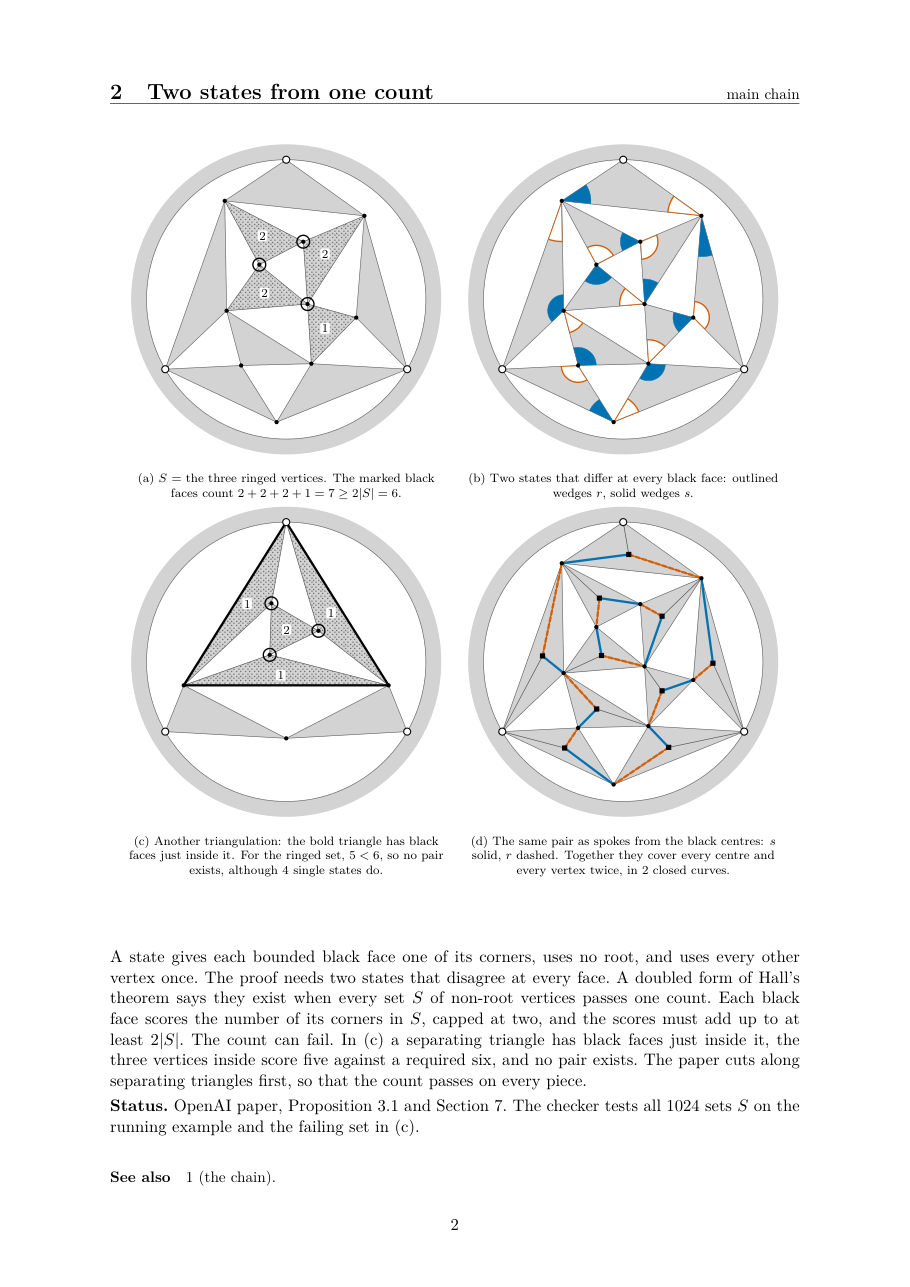 2 Two states from one count
main chain
2
2
2
1
(a) S = the three ringed vertices. The marked black
faces count 2 + 2 + 2 + 1 = 7 ≥ 2|S| = 6.
(b) Two states that differ at every black face: outlined
wedges r, solid wedges s.
1
1
2
1
(c) Another triangulation: the bold triangle has black
faces just inside it. For the ringed set, 5 < 6, so no pair
exists, although 4 single states do.
(d) The same pair as spokes from the black centres: s
solid, r dashed. Together they cover every centre and
every vertex twice, in 2 closed curves.
A state gives each bounded black face one of its corners, uses no root, and uses every other
vertex once. The proof needs two states that disagree at every face. A doubled form of Hall's
theorem says they exist when every set S of non-root vertices passes one count. Each black
face scores the number of its corners in S, capped at two, and the scores must add up to at
least 2|S|. The count can fail. In (c) a separating triangle has black faces just inside it, the
three vertices inside score five against a required six, and no pair exists. The paper cuts along
separating triangles first, so that the count passes on every piece.
Status. OpenAI paper, Proposition 3.1 and Section 7. The checker tests all 1024 sets S on the
running example and the failing set in (c).
See also 1 (the chain).
2